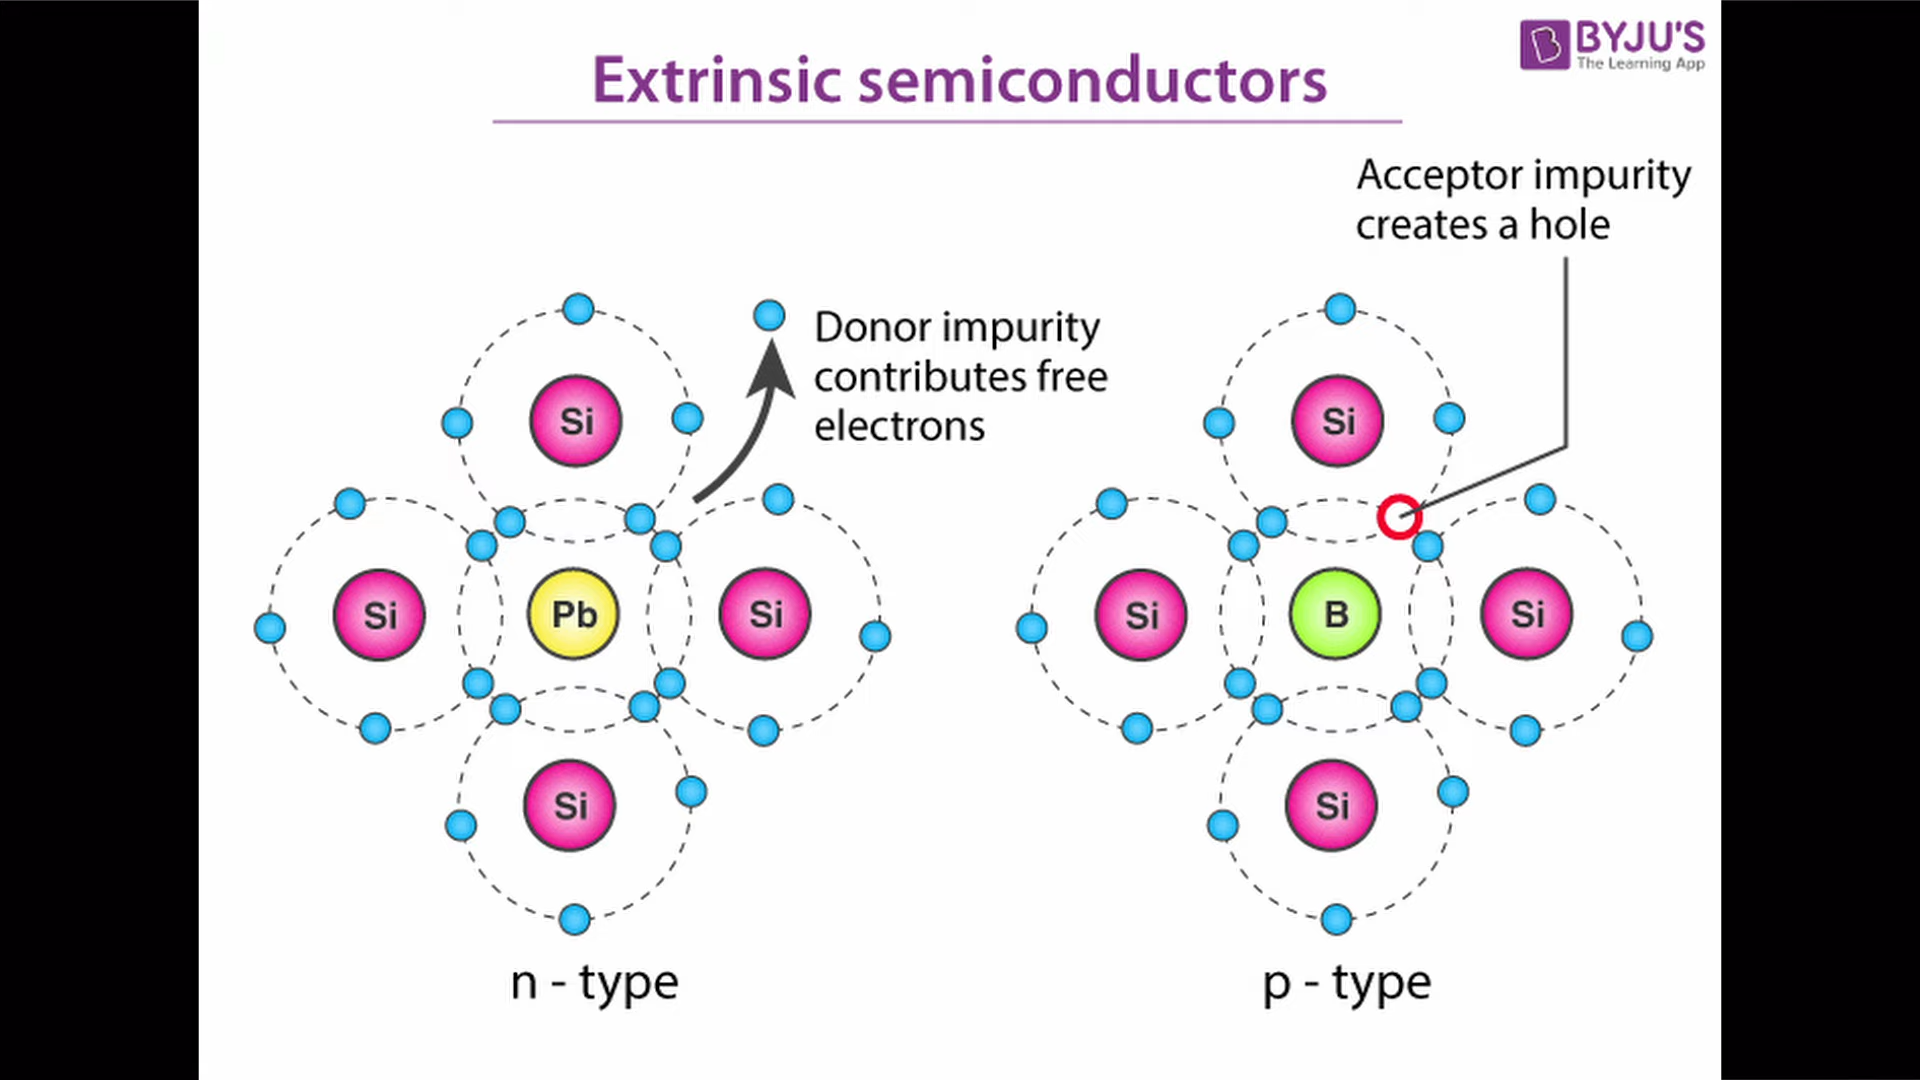 BYJU'S
The Learning App
Extrinsic semiconductors
Acceptor impurity
creates a hole
Donor impurity
contributes free
electrons
Si
Si
Si
Pb
Si
Si
n - type
Si
Si
B
Si
Si
p - type